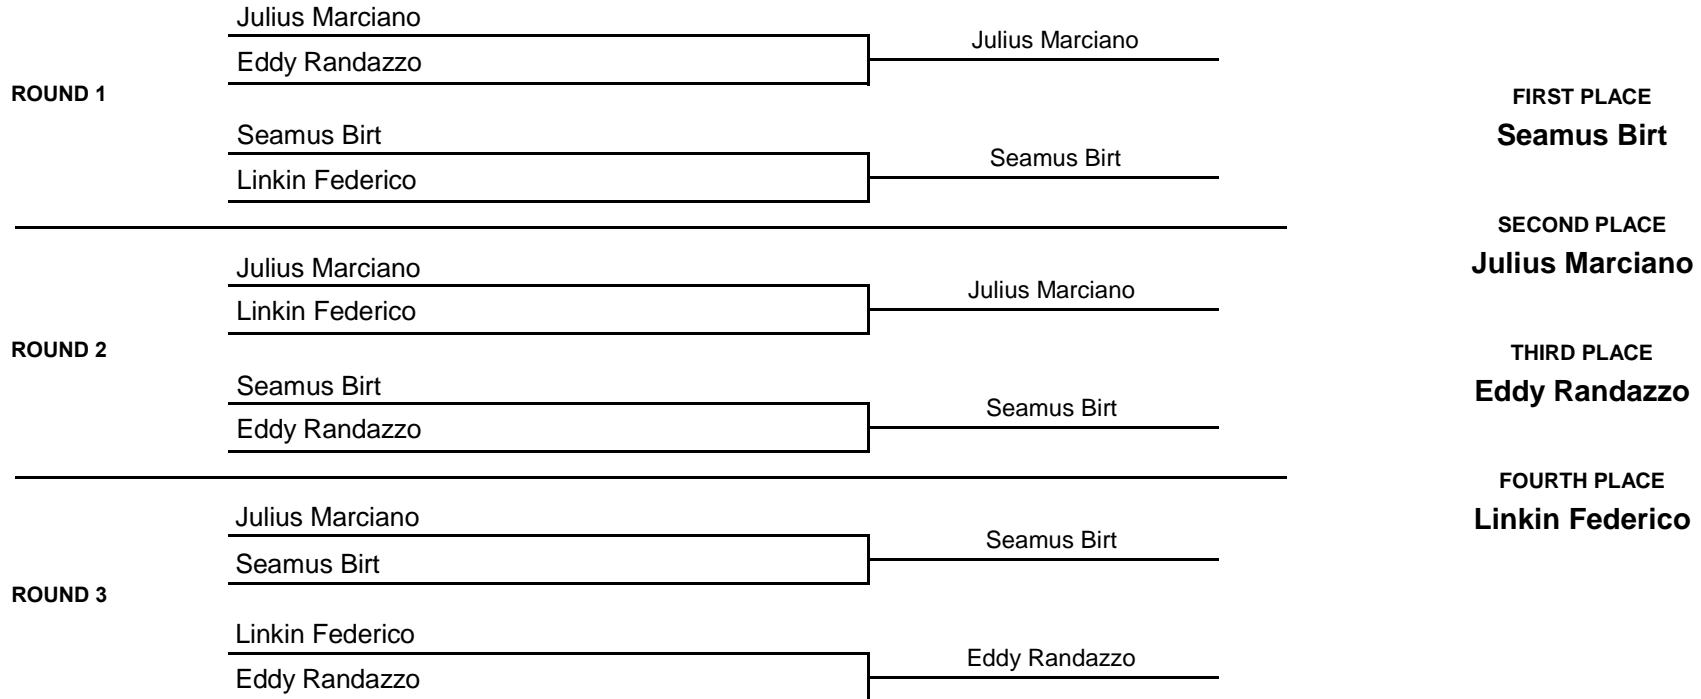 ROUND 1
Julius Marciano
Eddy Randazzo
Julius Marciano
Seamus Birt
Linkin Federico
Seamus Birt
ROUND 2
Julius Marciano
Linkin Federico
Julius Marciano
Seamus Birt
Eddy Randazzo
Seamus Birt
ROUND 3
Julius Marciano
Seamus Birt
Seamus Birt
Linkin Federico
Eddy Randazzo
Eddy Randazzo
FIRST PLACE
Seamus Birt
SECOND PLACE
Julius Marciano
THIRD PLACE
Eddy Randazzo
FOURTH PLACE
Linkin Federico